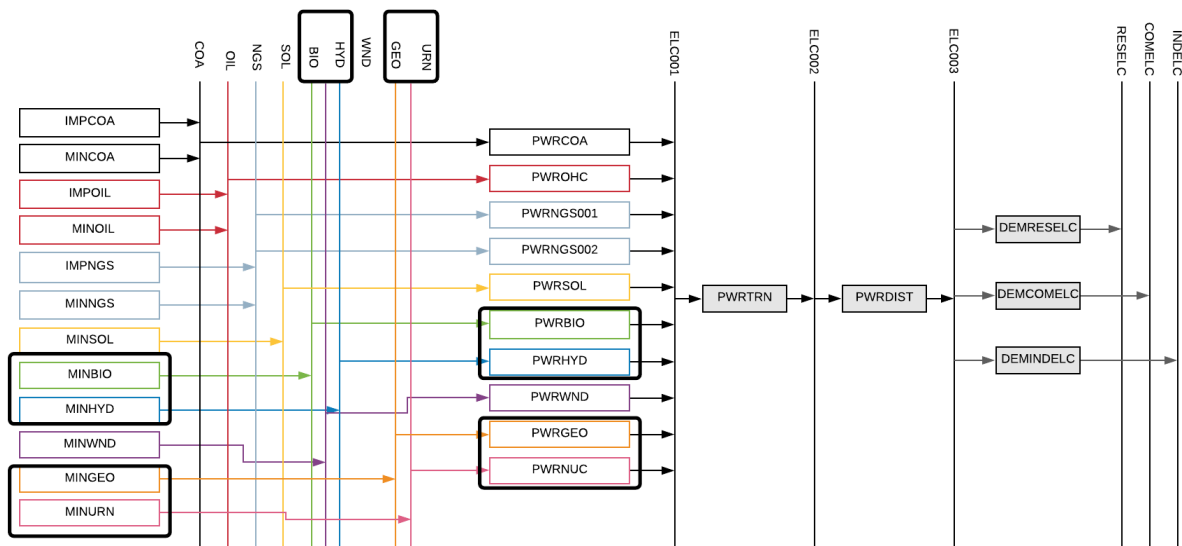 COA
OIL
NGS
SOL
BIO
HYD
WND
GEO
URN
ELC001
ELC002
ELC003
RESELC
COMELC
INDELC
IMPCOA
MINCOA
IMPOIL
MINOIL
IMPNGS
MINNGS
MINSOL
MINBIO
MINHYD
MINWND
MINGEO
MINURN
PWRCOA
PWROHC
PWRNGS001
PWRNGS002
PWRSOL
PWRBIO
PWRHYD
PWRWND
PWRGEO
PWRNUC
PWRTRN
PWRDIST
DEMRESELC
DEMCOMELC
DEMINDELC